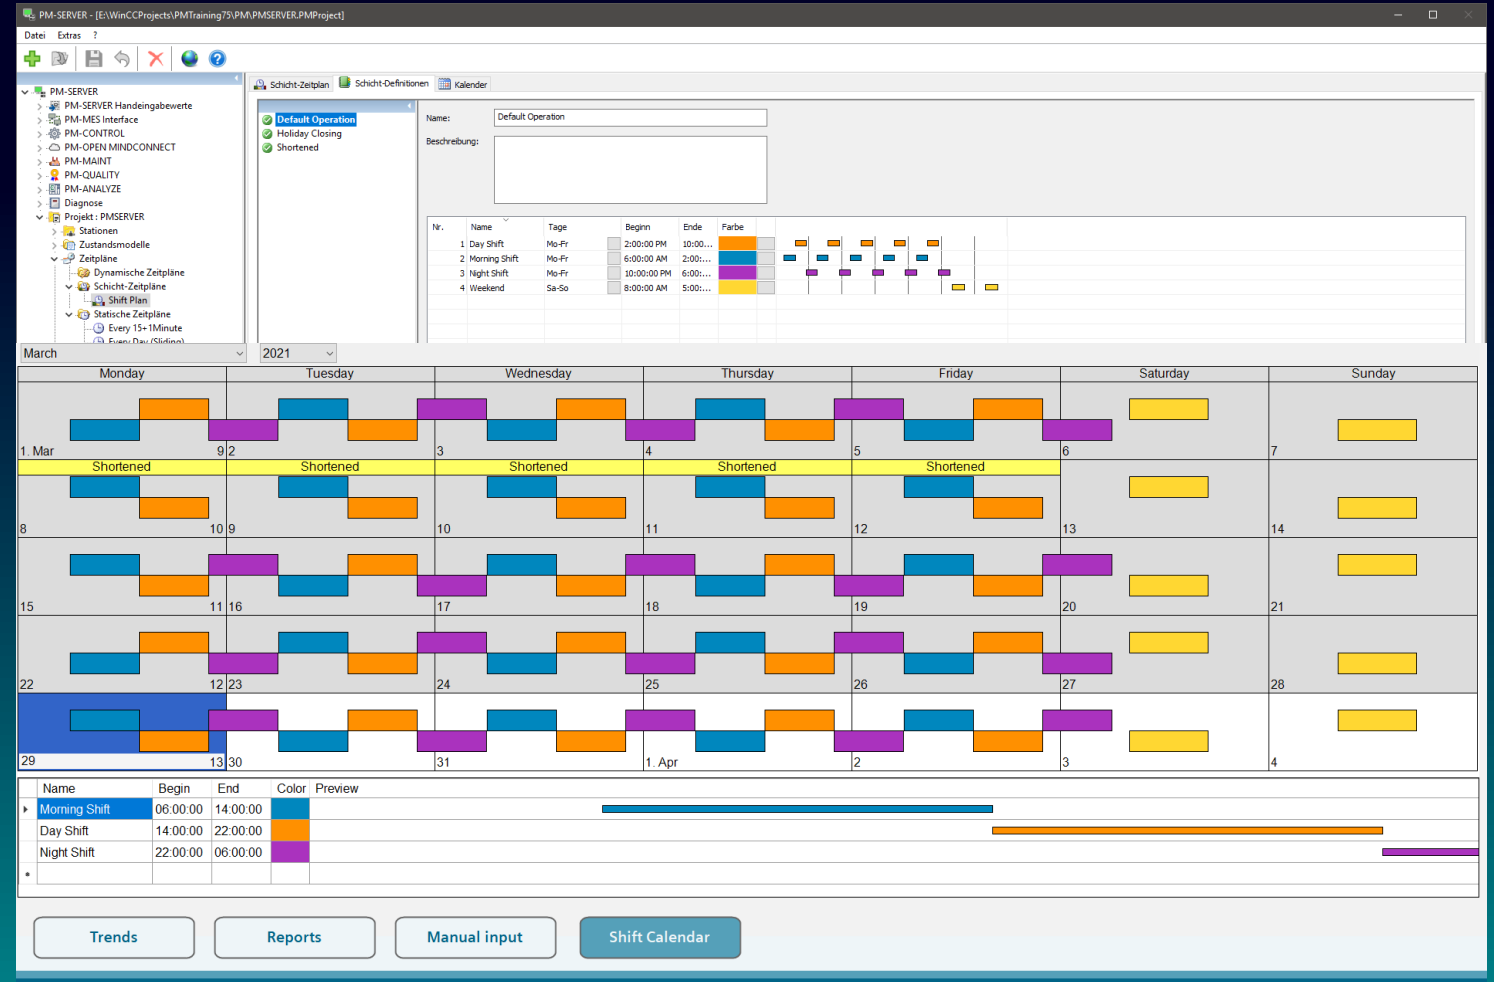 PM-SERVER - [E:\WinCCProjects\PMTraining75\PM\PMSERVER.PMProject]
Datei Extras ?
PM-SERVER
PM-SERVER Handeingabewerte
PM-MES Interface
PM-CONTROL
PM-OPEN MINDCONNECT
PM-MAINT
PM-QUALITY
PM-ANALYZE
Diagnose
Projekt : PMSERVER
Stationen
Zustandsmodelle
Zeitpläne
Dynamische Zeitpläne
Schicht-Zeitpläne
Shift Plan
Statische Zeitpläne
Every 15+1Minute
Every Day (Sliding)
Schicht-Zeitplan Schicht-Definitionen Kalender
Default Operation
Holiday Closing
Shortened
Name: Default Operation
Beschreibung:
Nr. Name Tage Beginn Ende Farbe
1 Day Shift Mo-Fr 2:00:00 PM 10:00...
2 Morning Shift Mo-Fr 6:00:00 AM 2:00:...
3 Night Shift Mo-Fr 10:00:00 PM 6:00:...
4 Weekend Sa-So 8:00:00 AM 5:00:...
March 2021
Monday Tuesday Wednesday Thursday Friday Saturday Sunday
1. Mar 9 2 3 4 5 6 7
Shortened Shortened Shortened Shortened Shortened
8 10 9 10 11 12 13 14
15 11 16 17 18 19 20 21
22 12 23 24 25 26 27 28
29 13 30 31 1. Apr 2 3 4
Name Begin End Color Preview
Morning Shift 06:00:00 14:00:00
Day Shift 14:00:00 22:00:00
Night Shift 22:00:00 06:00:00
Trends Reports Manual input Shift Calendar